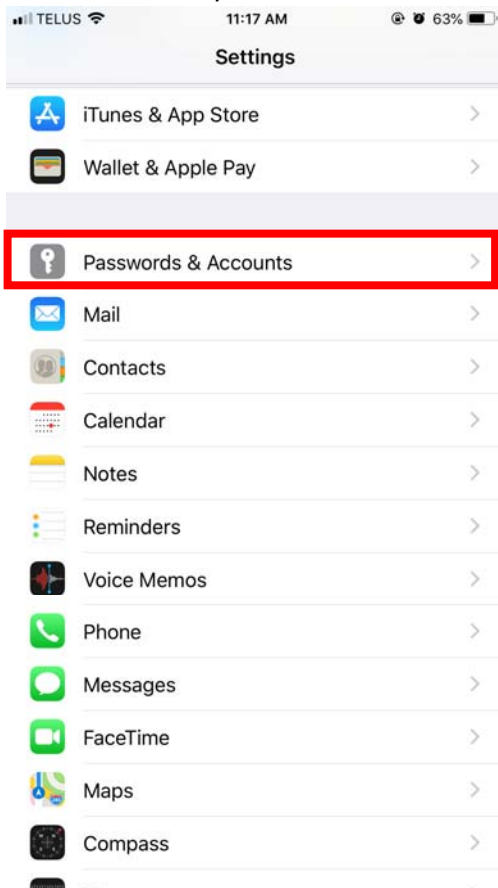 TELUS 11:17 AM 63%
Settings
iTunes & App Store
Wallet & Apple Pay
Passwords & Accounts
Mail
Contacts
Calendar
Notes
Reminders
Voice Memos
Phone
Messages
FaceTime
Maps
Compass